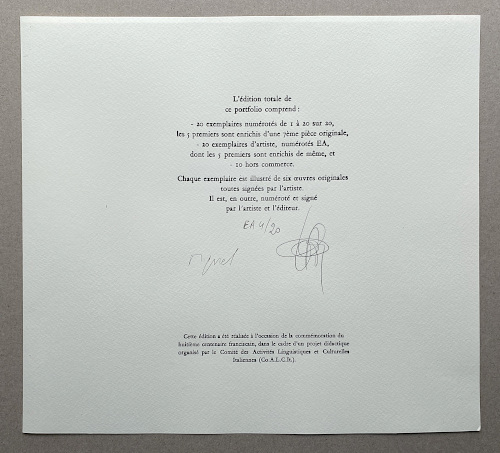 L'édition totale de
ce portfolio comprend :
- 20 exemplaires numérotés de 1 à 20 sur 20,
les 5 premiers sont enrichis d'une 7ème pièce originale,
- 20 exemplaires d'artiste, numérotés EA,
dont les 5 premiers sont enrichis de même, et
- 10 hors commerce.
Chaque exemplaire est illustré de six œuvres originales
toutes signées par l'artiste.
Il est, en outre, numéroté et signé
par l'artiste et l'éditeur.
EA 4/20
Cette édition a été réalisée à l'occasion de la commémoration du
huitième centenaire franciscain, dans le cadre d'un projet didactique
organisé par le Comité des Activités Linguistiques et Culturelles
Italiennes (Co.A.L.C.It.).